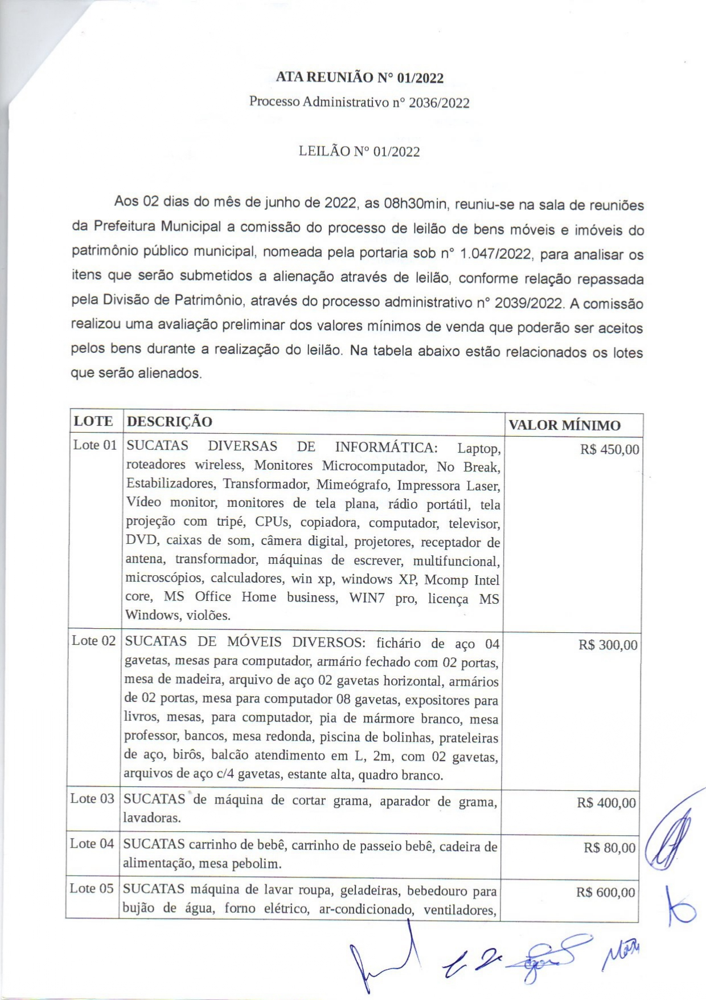 ATA REUNIÃO N° 01/2022
Processo Administrativo n° 2036/2022
LEILÃO N° 01/2022
Aos 02 dias do mês de junho de 2022, as 08h30min, reuniu-se na sala de reuniões
da Prefeitura Municipal a comissão do processo de leilão de bens móveis e imóveis do
patrimônio público municipal, nomeada pela portaria sob n° 1.047/2022, para analisar os
itens que serão submetidos a alienação através de leilão, conforme relação repassada
pela Divisão de Patrimônio, através do processo administrativo n° 2039/2022. A comissão
realizou uma avaliação preliminar dos valores mínimos de venda que poderão ser aceitos
pelos bens durante a realização do leilão. Na tabela abaixo estão relacionados os lotes
que serão alienados.
LOTE DESCRIÇÃO VALOR MÍNIMO
Lote 01 SUCATAS DIVERSAS DE INFORMÁTICA: Laptop, R$ 450,00
roteadores wireless, Monitores Microcomputador, No Break,
Estabilizadores, Transformador, Mimeógrafo, Impressora Laser,
Vídeo monitor, monitores de tela plana, rádio portátil, tela
projeção com tripé, CPUs, copiadora, computador, televisor,
DVD, caixas de som, câmera digital, projetores, receptador de
antena, transformador, máquinas de escrever, multifuncional,
microscópios, calculadores, win xp, windows XP, Mcomp Intel
core, MS Office Home business, WIN7 pro, licença MS
Windows, violões.
Lote 02 SUCATAS DE MÓVEIS DIVERSOS: fichário de aço 04 R$ 300,00
gavetas, mesas para computador, armário fechado com 02 portas,
mesa de madeira, arquivo de aço 02 gavetas horizontal, armários
de 02 portas, mesa para computador 08 gavetas, expositores para
livros, mesas, para computador, pia de mármore branco, mesa
professor, bancos, mesa redonda, piscina de bolinhas, prateleiras
de aço, birôs, balcão atendimento em L, 2m, com 02 gavetas,
arquivos de aço c/4 gavetas, estante alta, quadro branco.
Lote 03 SUCATAS de máquina de cortar grama, aparador de grama, R$ 400,00
lavadoras.
Lote 04 SUCATAS carrinho de bebê, carrinho de passeio bebê, cadeira de R$ 80,00
alimentação, mesa pebolim.
Lote 05 SUCATAS máquina de lavar roupa, geladeiras, bebedouro para R$ 600,00
bujão de água, forno elétrico, ar-condicionado, ventiladores,